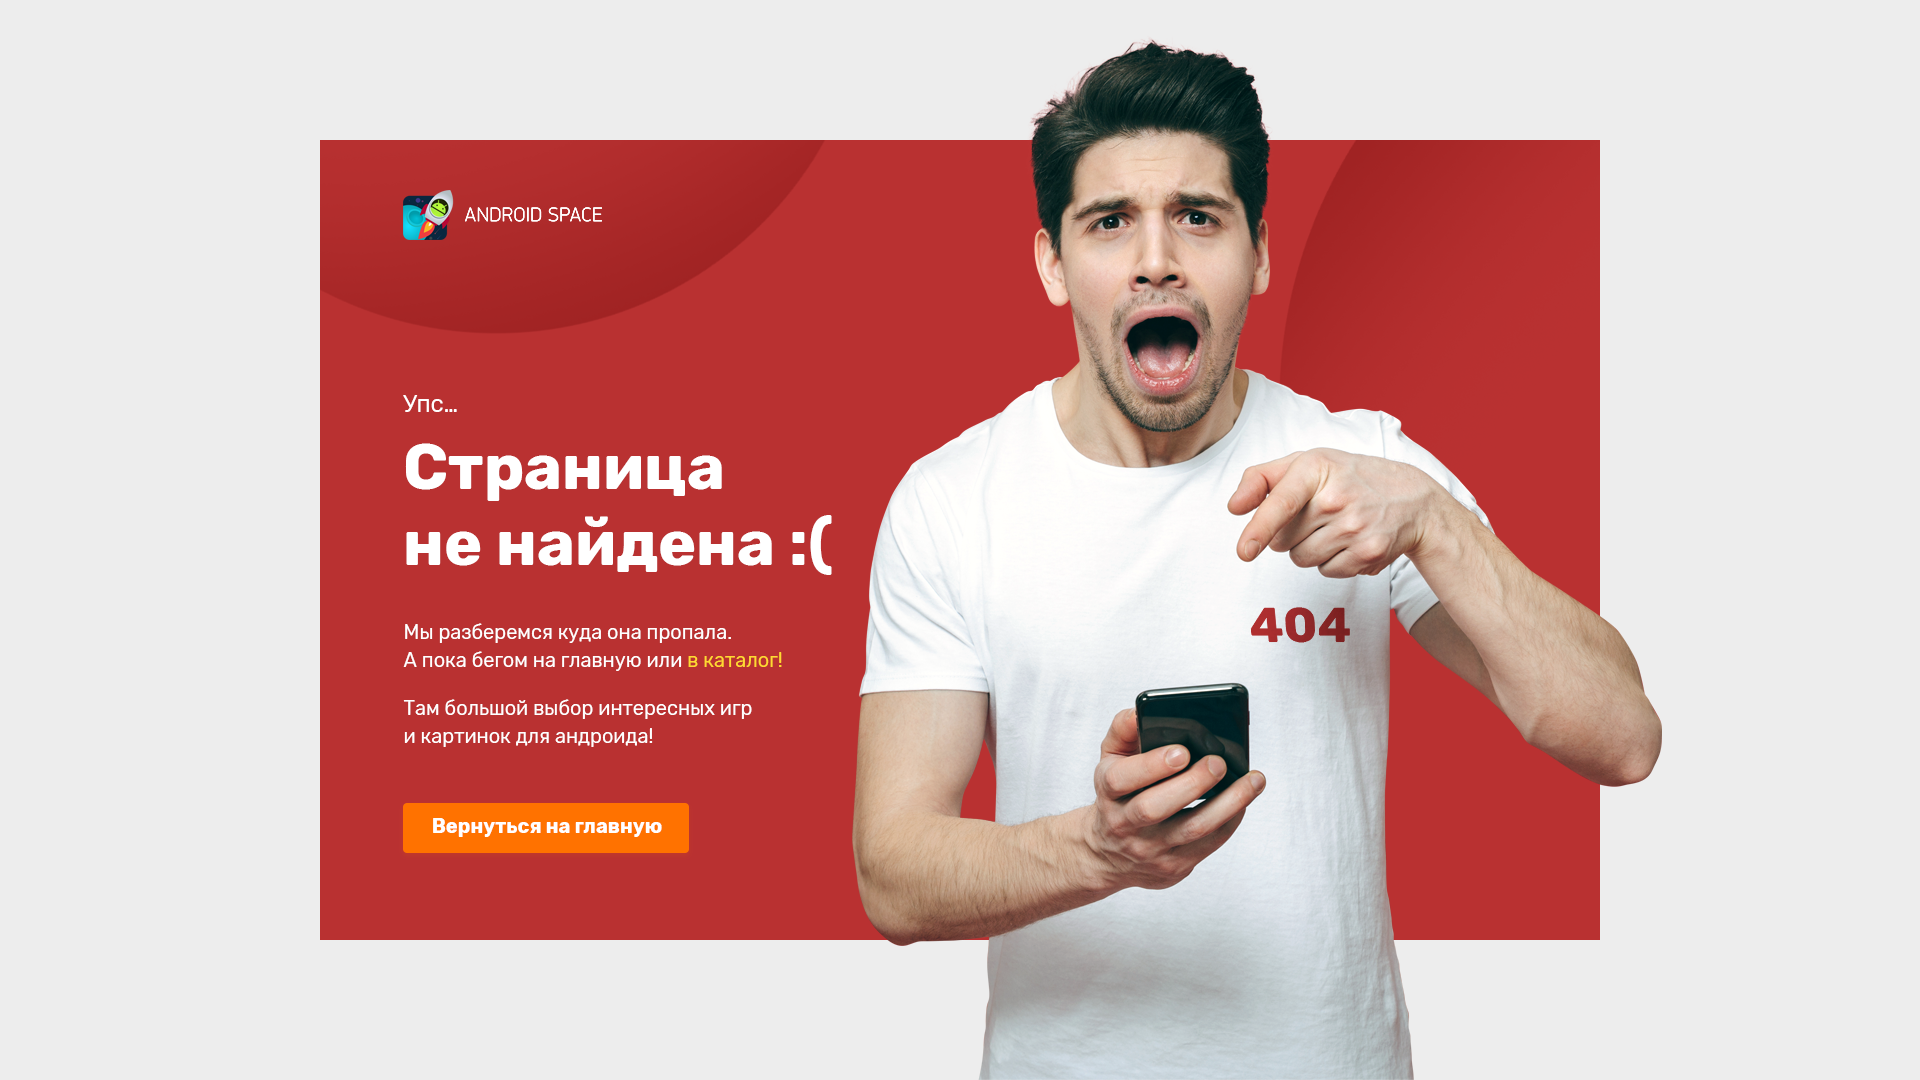 ANDROID SPACE
Упс...
Страница
не найдена :(
Мы разберемся куда она пропала.
А пока бегом на главную или в каталог!
Там большой выбор интересных игр
и картинок для андроида!
Вернуться на главную
404